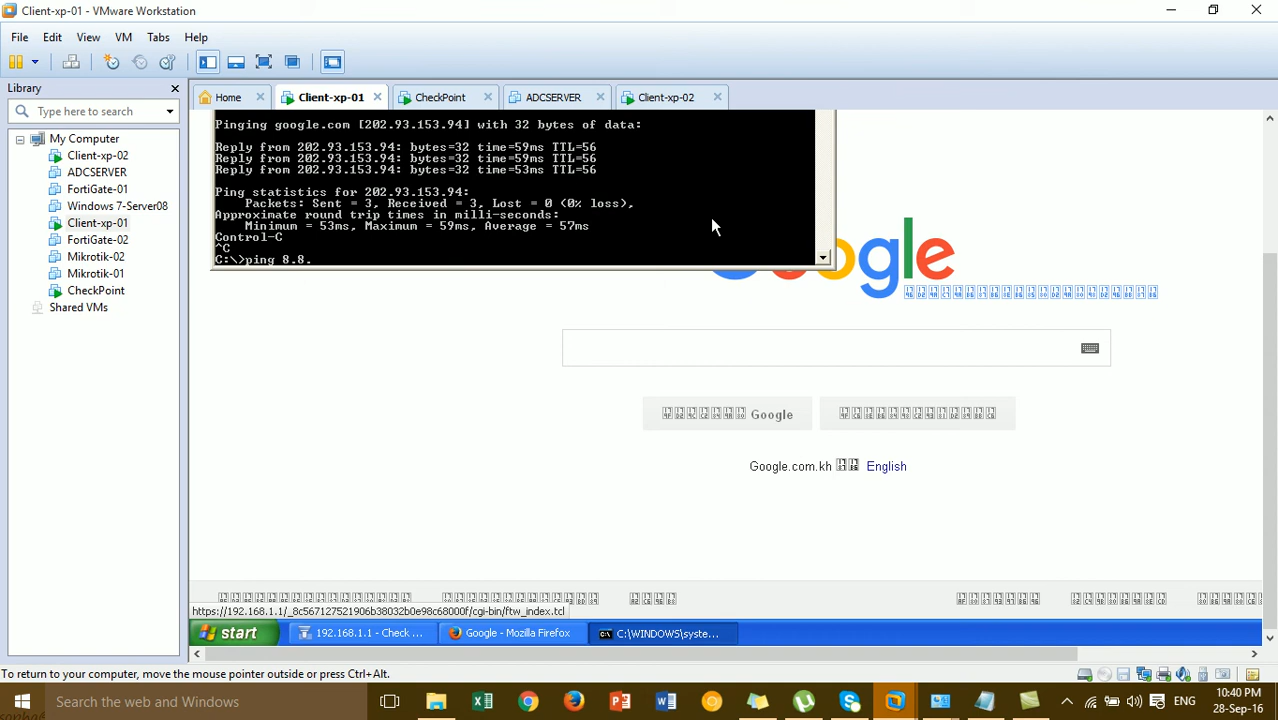 Client-xp-01 - VMware Workstation
File Edit View VM Tabs Help
Library
Type here to search
My Computer
Client-xp-02
ADCSERVER
FortiGate-01
Windows 7-Server08
Client-xp-01
FortiGate-02
Mikrotik-02
Mikrotik-01
CheckPoint
Shared VMs
Home Client-xp-01 CheckPoint ADCSERVER Client-xp-02
Pinging google.com [202.93.153.94] with 32 bytes of data:
Reply from 202.93.153.94: bytes=32 time=59ms TTL=56
Reply from 202.93.153.94: bytes=32 time=59ms TTL=56
Reply from 202.93.153.94: bytes=32 time=53ms TTL=56
Ping statistics for 202.93.153.94:
Packets: Sent = 3, Received = 3, Lost = 0 (0% loss),
Approximate round trip times in milli-seconds:
Minimum = 53ms, Maximum = 59ms, Average = 57ms
Control-C
^C
C:\>ping 8.8.
Google
Google.com.kh English
https://192.168.1.1/_8c567127521906b38032b0e98c68000f/cgi-bin/ftw_index.tcl
start 192.168.1.1 - Check ... Google - Mozilla Firefox C:\WINDOWS\syste...
To return to your computer, move the mouse pointer outside or press Ctrl+Alt.
Search the web and Windows
ENG
10:40 PM
28-Sep-16